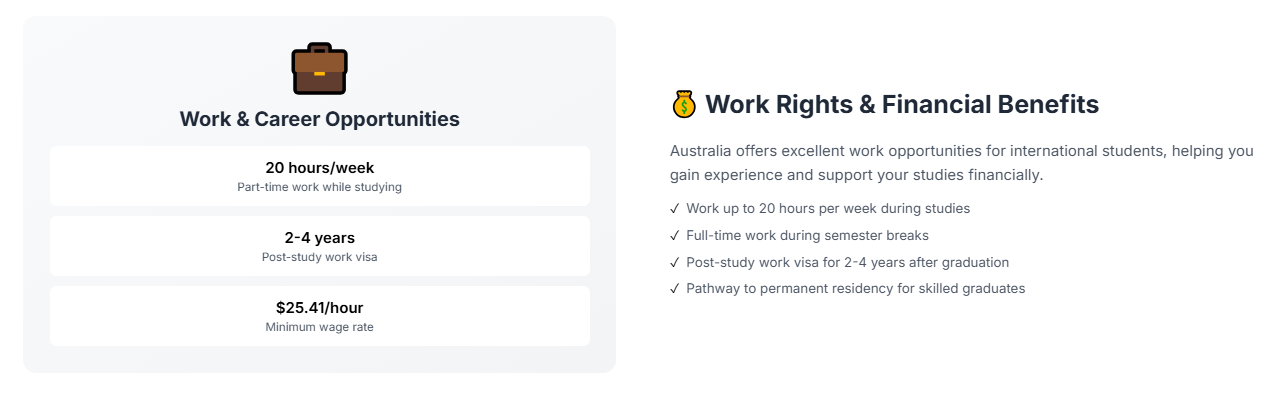 Work & Career Opportunities
20 hours/week
Part-time work while studying
2-4 years
Post-study work visa
$25.41/hour
Minimum wage rate
Work Rights & Financial Benefits
Australia offers excellent work opportunities for international students, helping you
gain experience and support your studies financially.
✓ Work up to 20 hours per week during studies
✓ Full-time work during semester breaks
✓ Post-study work visa for 2-4 years after graduation
✓ Pathway to permanent residency for skilled graduates